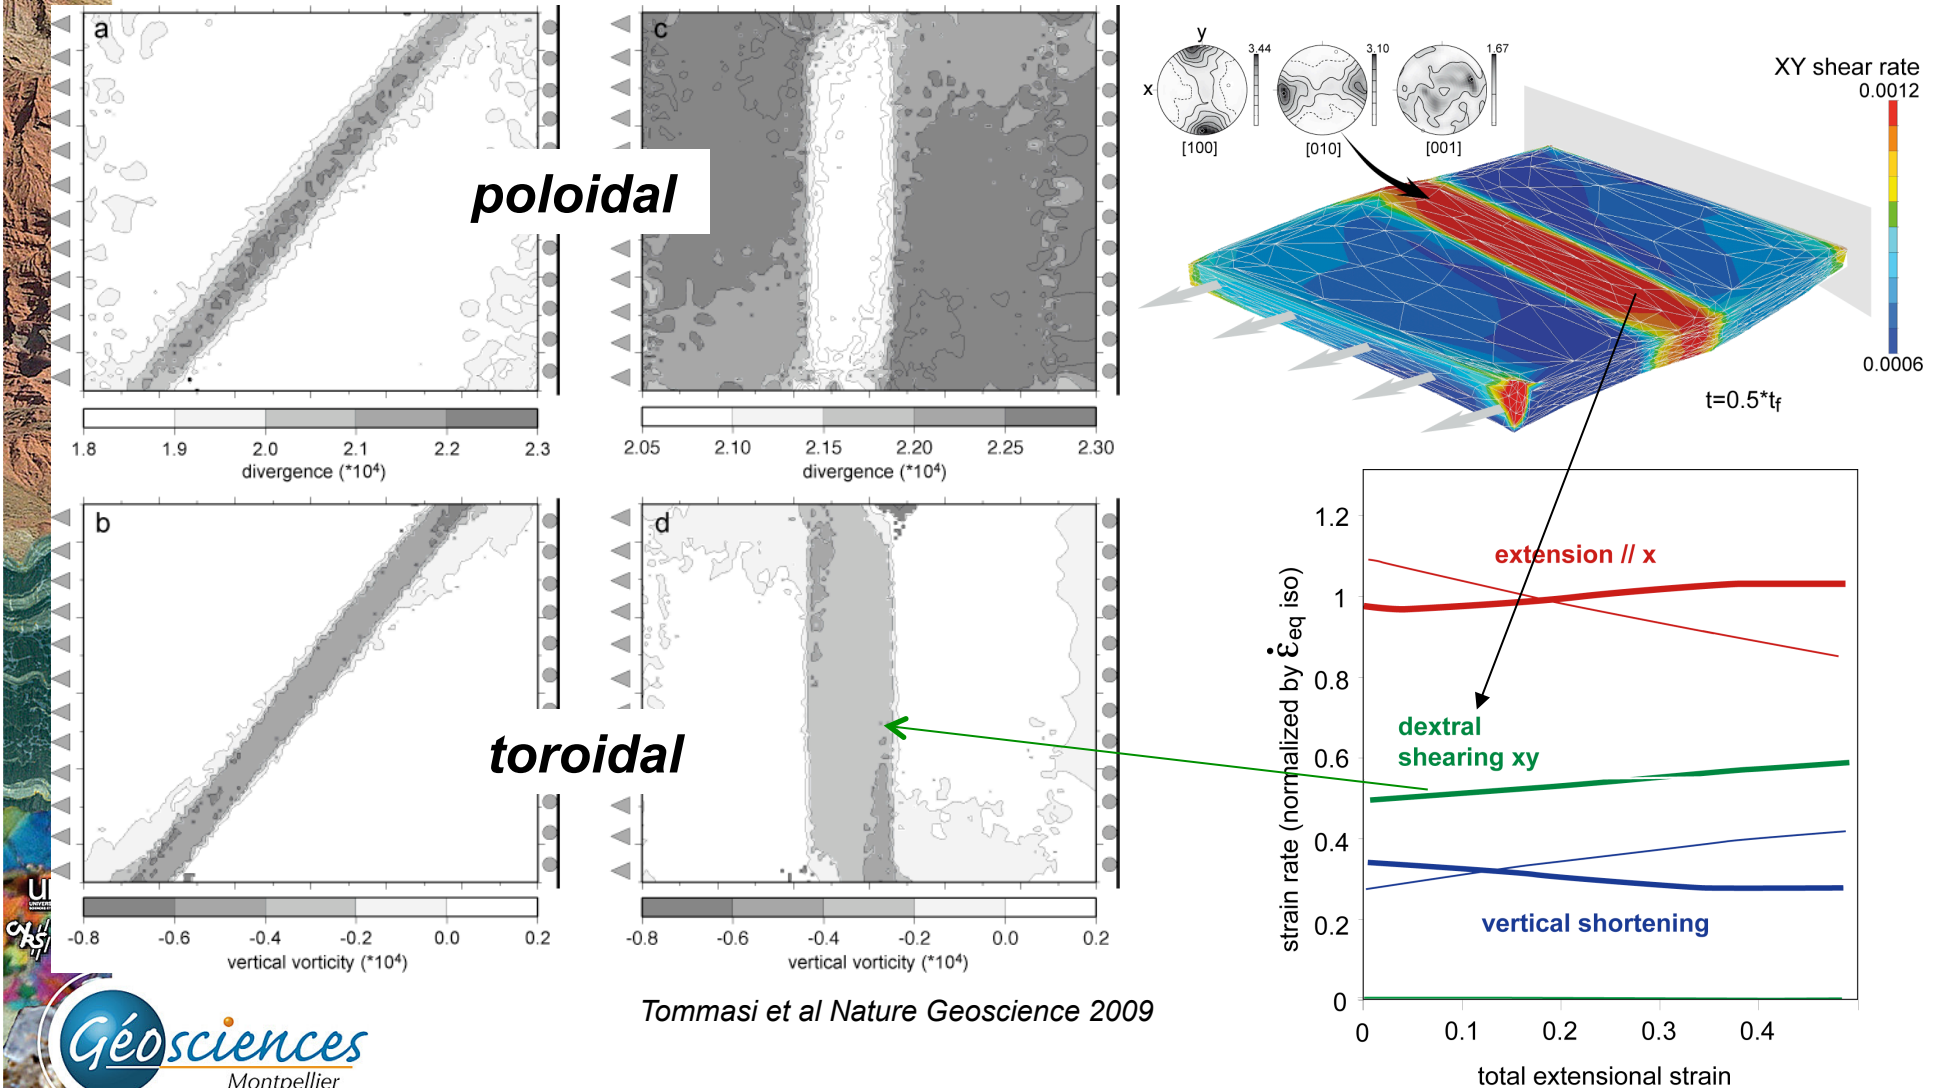 a
poloidal
1.8 1.9 2.0 2.1 2.2 2.3
divergence (*10⁴)
c
2.05 2.10 2.15 2.20 2.25 2.30
divergence (*10⁴)
b
toroidal
-0.8 -0.6 -0.4 -0.2 0.0 0.2
vertical vorticity (*10⁴)
d
-0.8 -0.6 -0.4 -0.2 0.0 0.2
vertical vorticity (*10⁴)
y
x
3.44
3.10
1.67
[100]
[010]
[001]
XY shear rate
0.0012
0.0006
t=0.5*tf
strain rate (normalized by ε̇eq iso)
1.2
1
0.8
0.6
0.4
0.2
0
extension // x
dextral
shearing xy
vertical shortening
0 0.1 0.2 0.3 0.4
total extensional strain
Tommasi et al Nature Geoscience 2009
CNRS
Géosciences
Montpellier